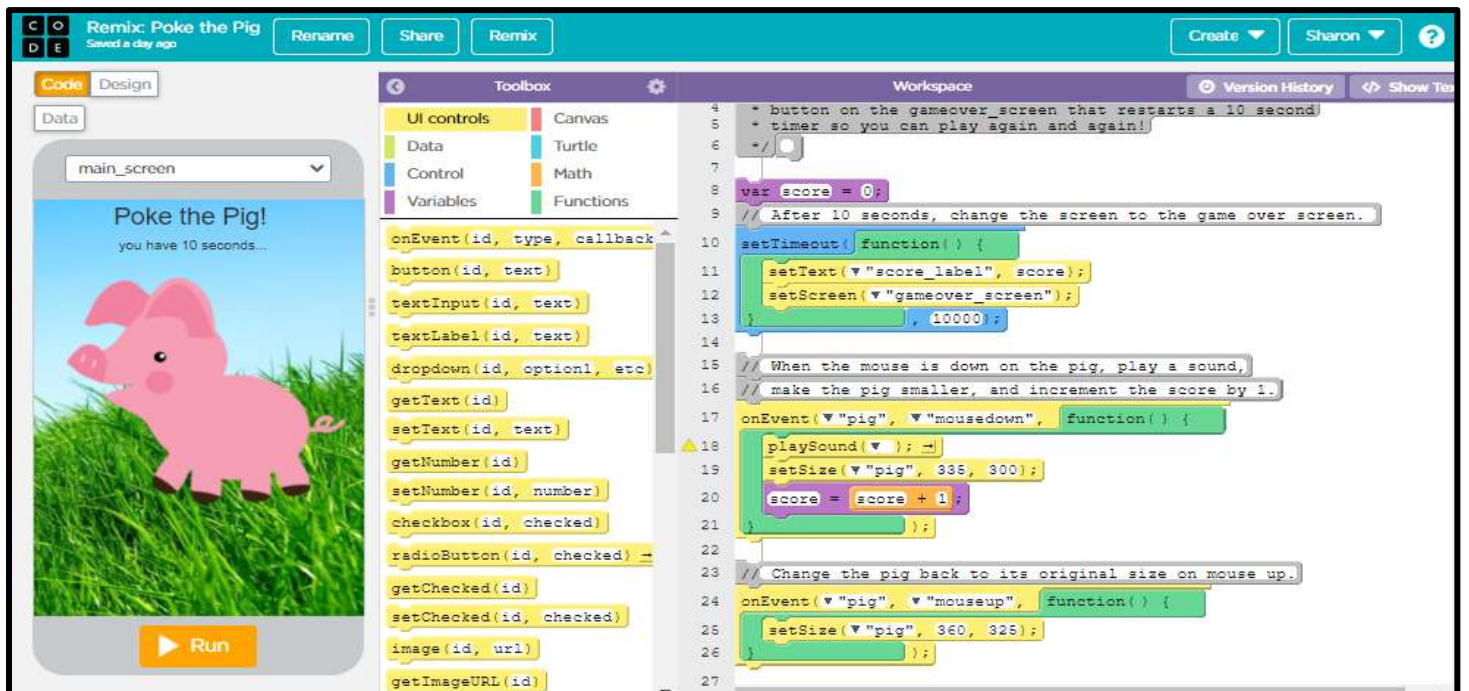 C O
D E
Remix: Poke the Pig
Saved a day ago
Rename
Share
Remix
Create
Sharon
?
Code
Design
Data
main_screen
Poke the Pig!
you have 10 seconds...
Run
Toolbox
UI controls
Canvas
Data
Turtle
Control
Math
Variables
Functions
onEvent(id, type, callback
button(id, text)
textInput(id, text)
textLabel(id, text)
dropdown(id, option1, etc)
getText(id)
setText(id, text)
getNumber(id)
setNumber(id, number)
checkbox(id, checked)
radioButton(id, checked)
getChecked(id)
setChecked(id, checked)
image(id, url)
getImageURL(id)
Workspace
Version History
</> Show Tex
4 * button on the gameover_screen that restarts a 10 second
5 * timer so you can play again and again!
6 */
7
8 var score = 0;
9 // After 10 seconds, change the screen to the game over screen.
10 setTimeout( function( ) {
11 setText( "score_label", score);
12 setScreen( "gameover_screen");
13 } , 10000);
14
15 // When the mouse is down on the pig, play a sound,
16 // make the pig smaller, and increment the score by 1.
17 onEvent( "pig", "mousedown", function( ) {
18 playSound( );
19 setSize( "pig", 335, 300);
20 score = score + 1;
21 } );
22
23 // Change the pig back to its original size on mouse up.
24 onEvent( "pig", "mouseup", function( ) {
25 setSize( "pig", 360, 325);
26 } );
27